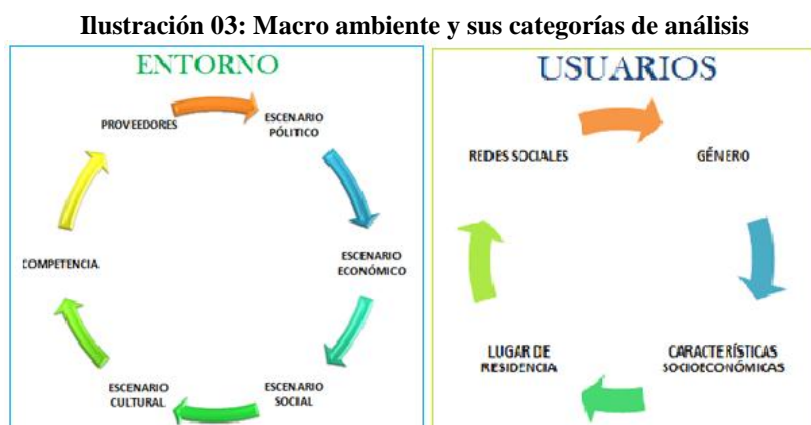 Ilustración 03: Macro ambiente y sus categorías de análisis
ENTORNO
PROVEEDORES
ESCENARIO
PÓLITICO
ESCENARIO
ECONÓMICO
ESCENARIO
SOCIAL
ESCENARIO
CULTURAL
COMPETENCIA
USUARIOS
REDES SOCIALES
GÉNERO
CARACTERÍSTICAS
SOCIOECONÓMICAS
LUGAR DE
RESIDENCIA